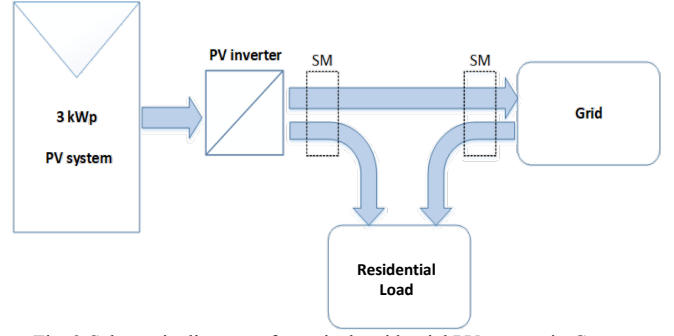 PV inverter
SM
SM
3 kWp
PV system
Grid
Residential
Load